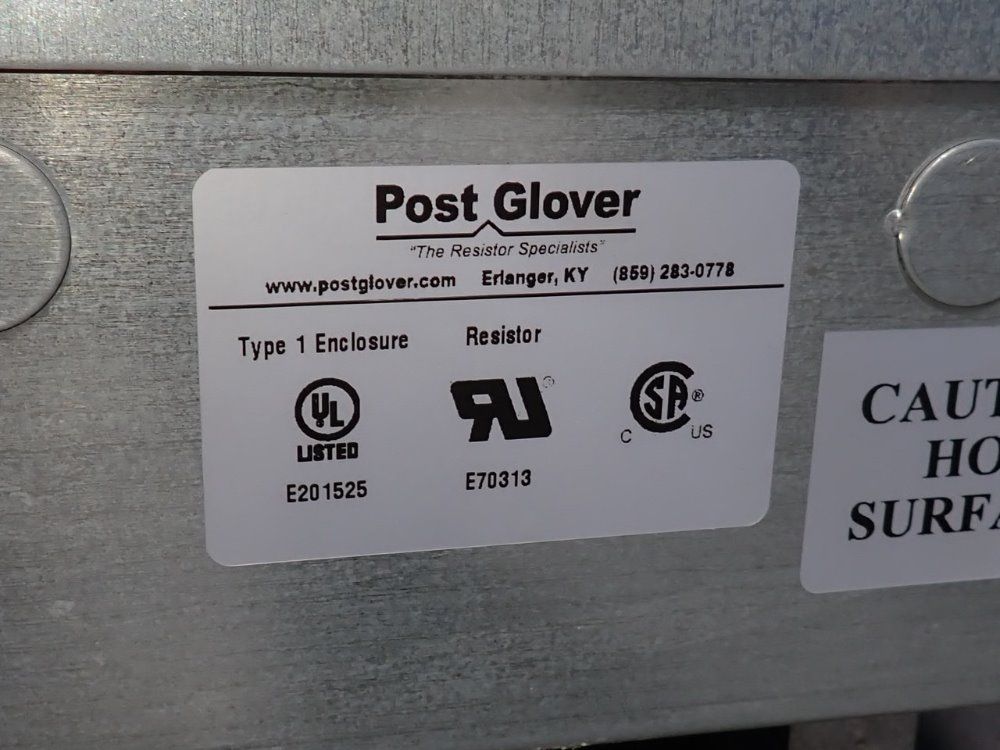 Post Glover
"The Resistor Specialists"
www.postglover.com Erlanger, KY (859) 283-0778
Type 1 Enclosure Resistor
UL
LISTED
RU®
SA®
C US
E201525 E70313
CAUT
HO
SURFA